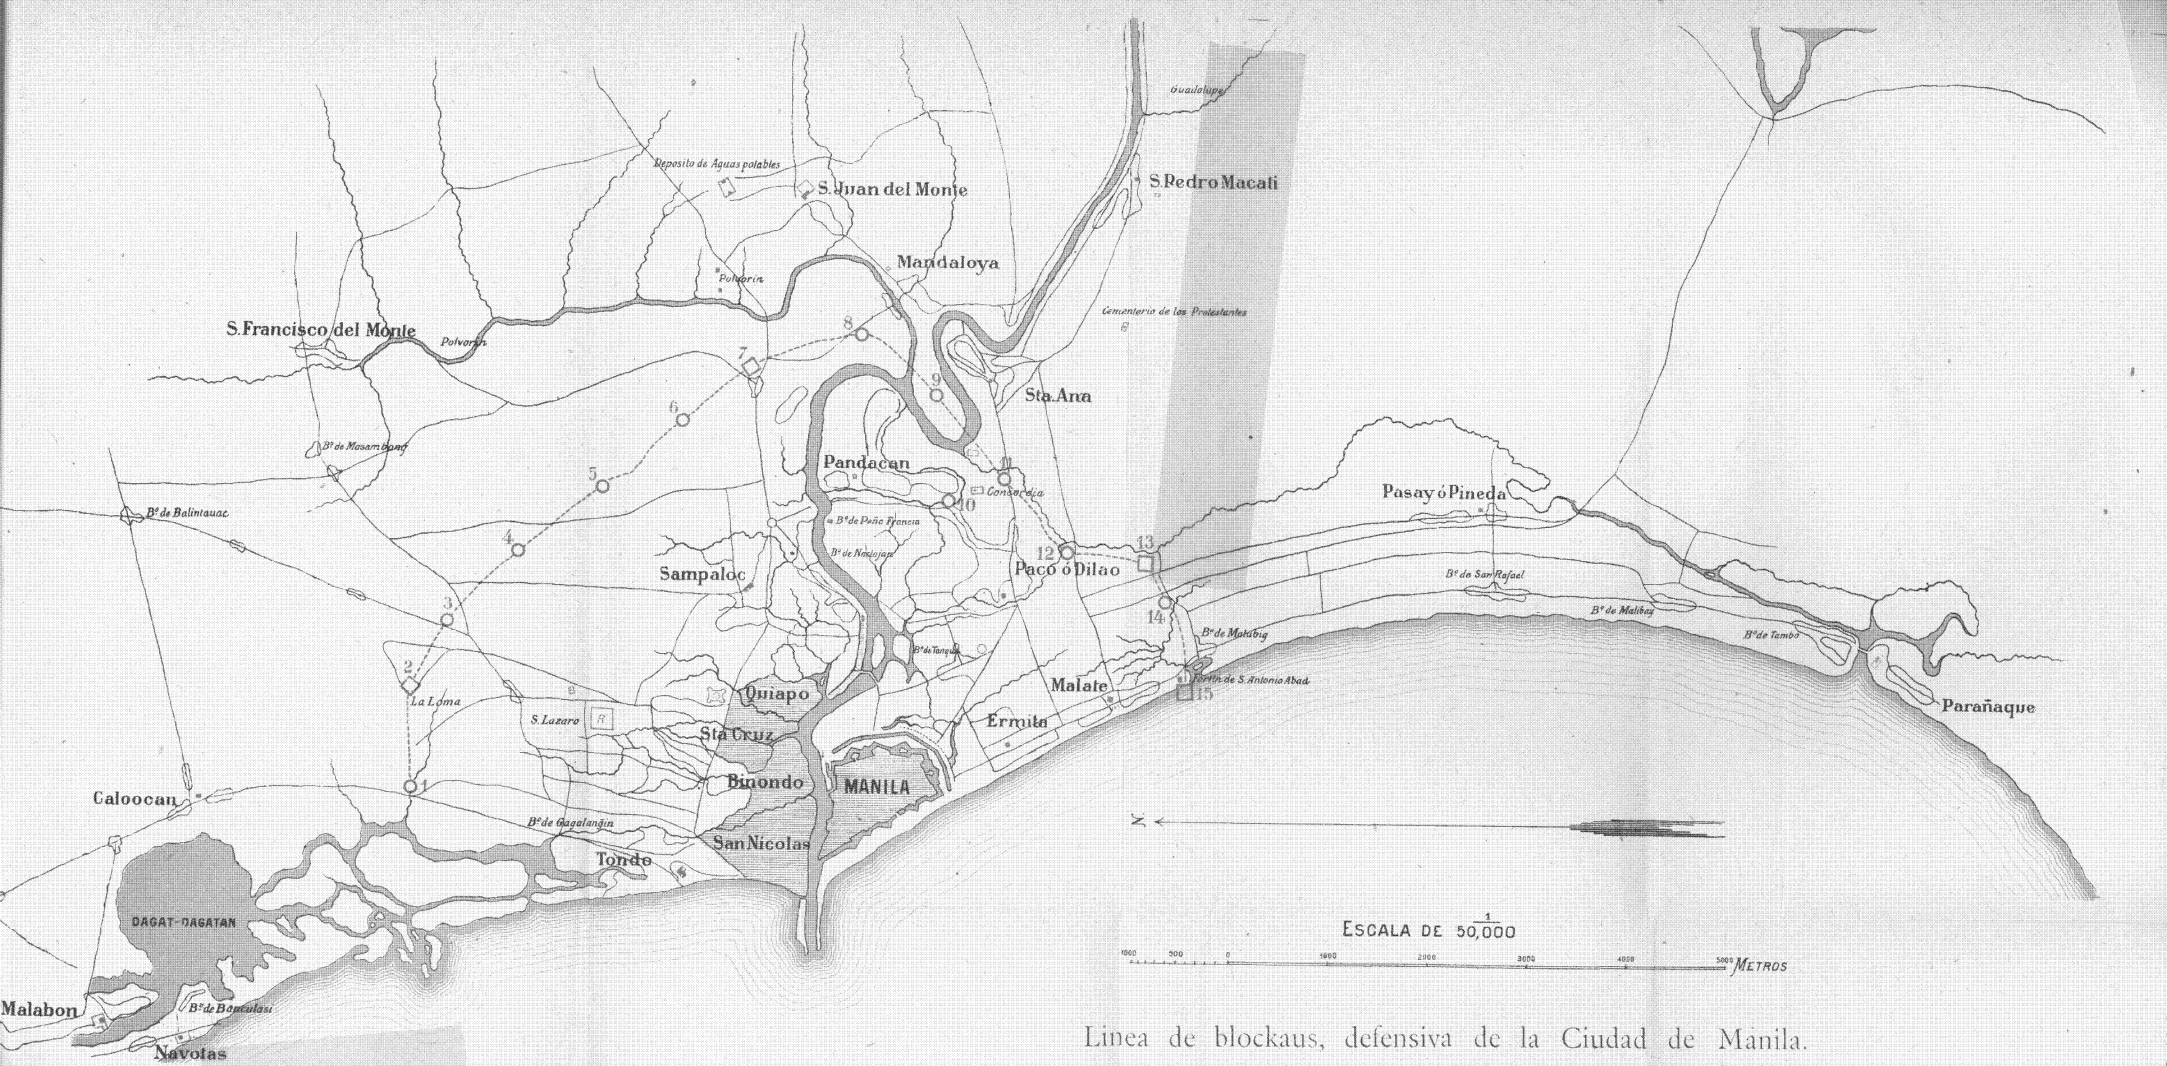 Guadalupe
Deposito de Aguas potables
S. Juan del Monte
S. Pedro Macati
Mandaloya
Polvorin
Cementerio de los Protestantes
S. Francisco del Monte
Polvorin
8
7
9
Sta. Ana
6
Bº de Masambong
Pandacan
11
5
Concordia
10
Pasay ó Pineda
Bº de Balintauac
Bº de Peña Francia
4
13
12
Bº de Nactajan
Paco ó Dilao
Sampaloc
Bº de San Rafael
3
14
Bº de Malibay
Bº de Matubig
Bº de Tambo
Bº de Tanque
2
La Loma
Quiapo
Malate
Fortin de S. Antonio Abad
15
Parañaque
S. Lazaro
Ermita
Sta Cruz
Binondo
MANILA
1
Caloocan
Bº de Gagalangin
N.
San Nicolas
Tondo
DAGAT-DAGATAN
ESCALA DE 1/50,000
1000 500 0 1000 2000 3000 4000 5000 METROS
Malabon
Bº de Banculasi
Navotas
Linea de blockaus, defensiva de la Ciudad de Manila.